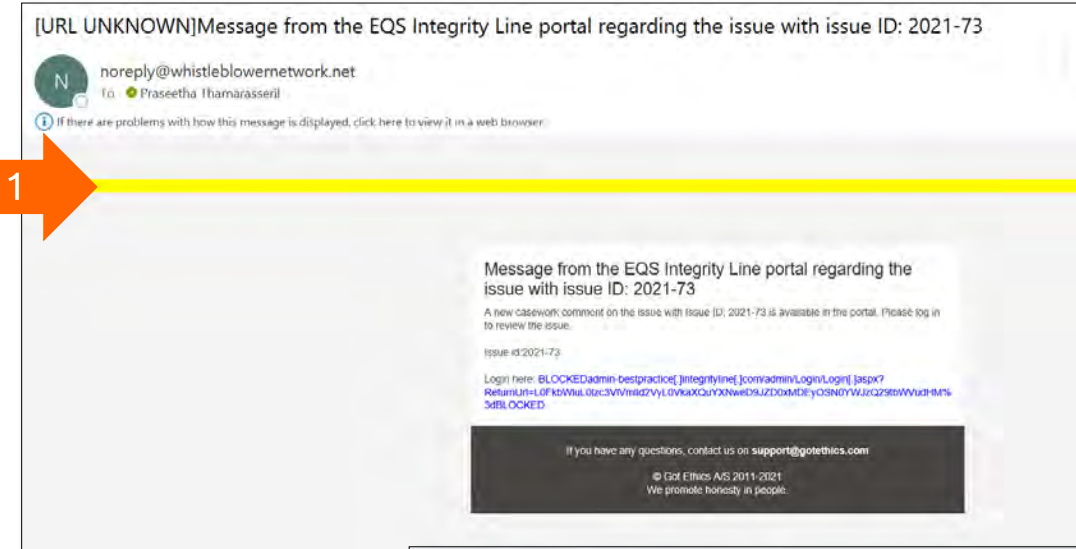 [URL UNKNOWN]Message from the EQS Integrity Line portal regarding the issue with issue ID: 2021-73
N
noreply@whistleblowernetwork.net
To Praseetha Thamarasseril
i If there are problems with how this message is displayed, click here to view it in a web browser.
1
Message from the EQS Integrity Line portal regarding the
issue with issue ID: 2021-73
A new casework comment on the issue with Issue ID: 2021-73 is available in the portal. Please log in
to review the issue.
Issue id:2021-73
Login here: BLOCKEDadmin-bestpractice[.]integrityline[.]com/admin/Login/Login[.]aspx?
3dBLOCKED
If you have any questions, contact us on support@gotethics.com
© Got Ethics A/S 2011-2021
We promote honesty in people.